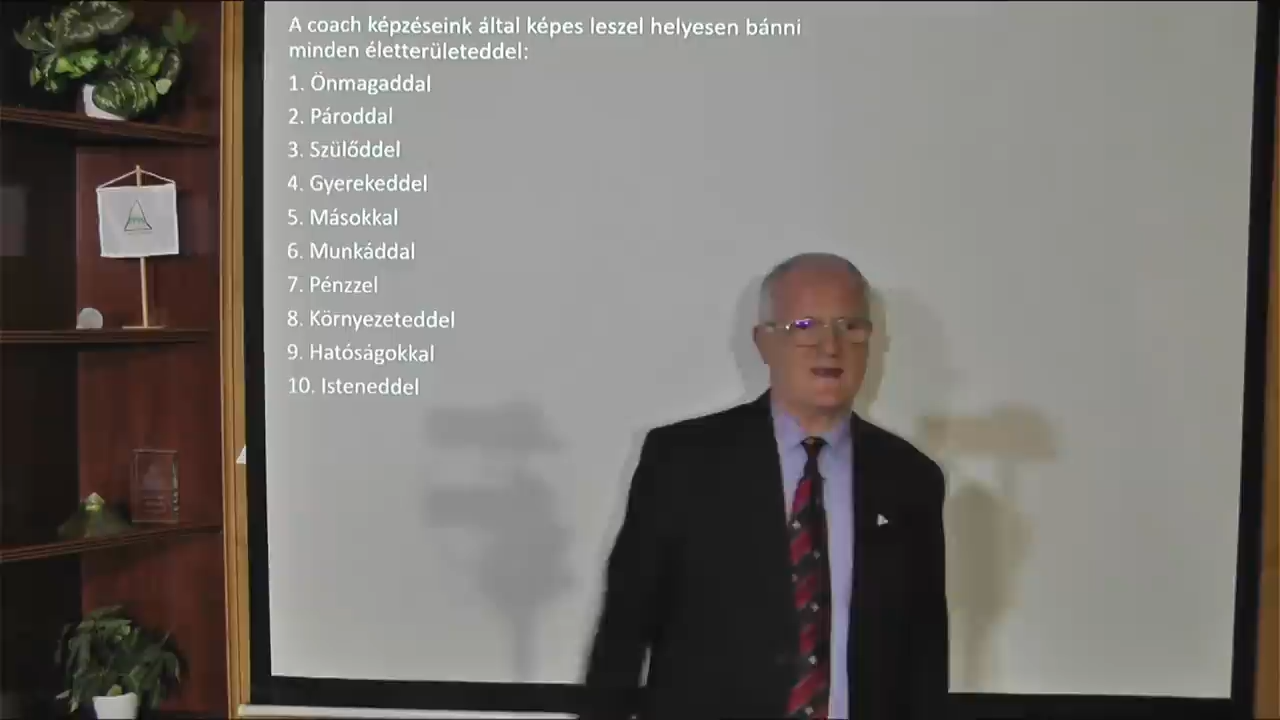 A coach képzéseink által képes leszel helyesen bánni
minden életterületeddel:
1. Önmagaddal
2. Pároddal
3. Szülőddel
4. Gyerekeddel
5. Másokkal
6. Munkáddal
7. Pénzzel
8. Környezeteddel
9. Hatóságokkal
10. Isteneddel